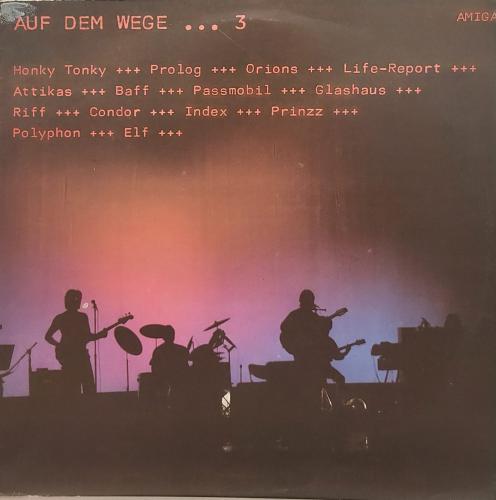 AUF DEM WEGE ... 3
AMIGA
Honky Tonky +++ Prolog +++ Orions +++ Life-Report +++
Attikas +++ Baff +++ Passmobil +++ Glashaus +++
Riff +++ Condor +++ Index +++ Prinzz +++
Polyphon +++ Elf +++